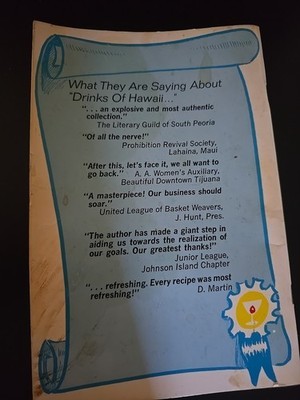 What They Are Saying About
"Drinks Of Hawaii..."
". . . an explosive and most authentic
collection."
The Literary Guild of South Peoria
"Of all the nerve!"
Prohibition Revival Society,
Lahaina, Maui
"After this, let's face it, we all want to
go back." A. A. Women's Auxiliary,
Beautiful Downtown Tijuana
"A masterpiece! Our business should
soar."
United League of Basket Weavers,
J. Hunt, Pres.
"The author has made a giant step in
aiding us towards the realization of
our goals. Our greatest thanks!"
Junior League,
Johnson Island Chapter
". . . refreshing. Every recipe was most
refreshing!" D. Martin